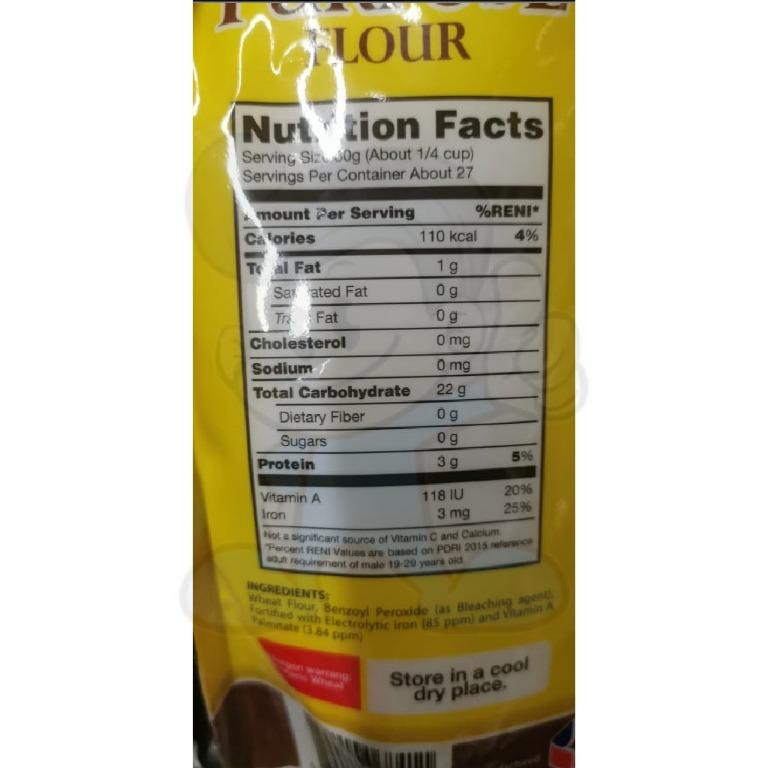 FLOUR
Nutrition Facts
Serving Size 30g (About 1/4 cup)
Servings Per Container About 27
Amount Per Serving %RENI*
Calories 110 kcal 4%
Total Fat 1 g
Saturated Fat 0 g
Trans Fat 0 g
Cholesterol 0 mg
Sodium 0 mg
Total Carbohydrate 22 g
Dietary Fiber 0 g
Sugars 0 g
Protein 3 g 5%
Vitamin A 118 IU 20%
Iron 3 mg 25%
Not a significant source of Vitamin C and Calcium.
*Percent RENI Values are based on PDRI 2015 reference
adult requirement of male 19-29 years old.
INGREDIENTS:
Wheat Flour, Benzoyl Peroxide (as Bleaching agent),
Fortified with Electrolytic Iron (85 ppm) and Vitamin A
Palmitate (3.84 ppm)
warning:
Wheat
Store in a cool
dry place.